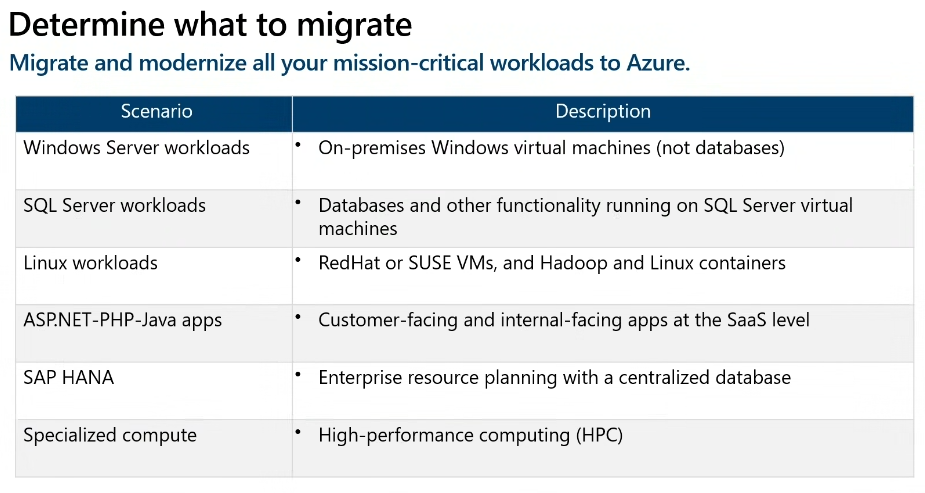 Determine what to migrate
Migrate and modernize all your mission-critical workloads to Azure.
Scenario Description
Windows Server workloads • On-premises Windows virtual machines (not databases)
SQL Server workloads • Databases and other functionality running on SQL Server virtual
machines
Linux workloads • RedHat or SUSE VMs, and Hadoop and Linux containers
ASP.NET-PHP-Java apps • Customer-facing and internal-facing apps at the SaaS level
SAP HANA • Enterprise resource planning with a centralized database
Specialized compute • High-performance computing (HPC)